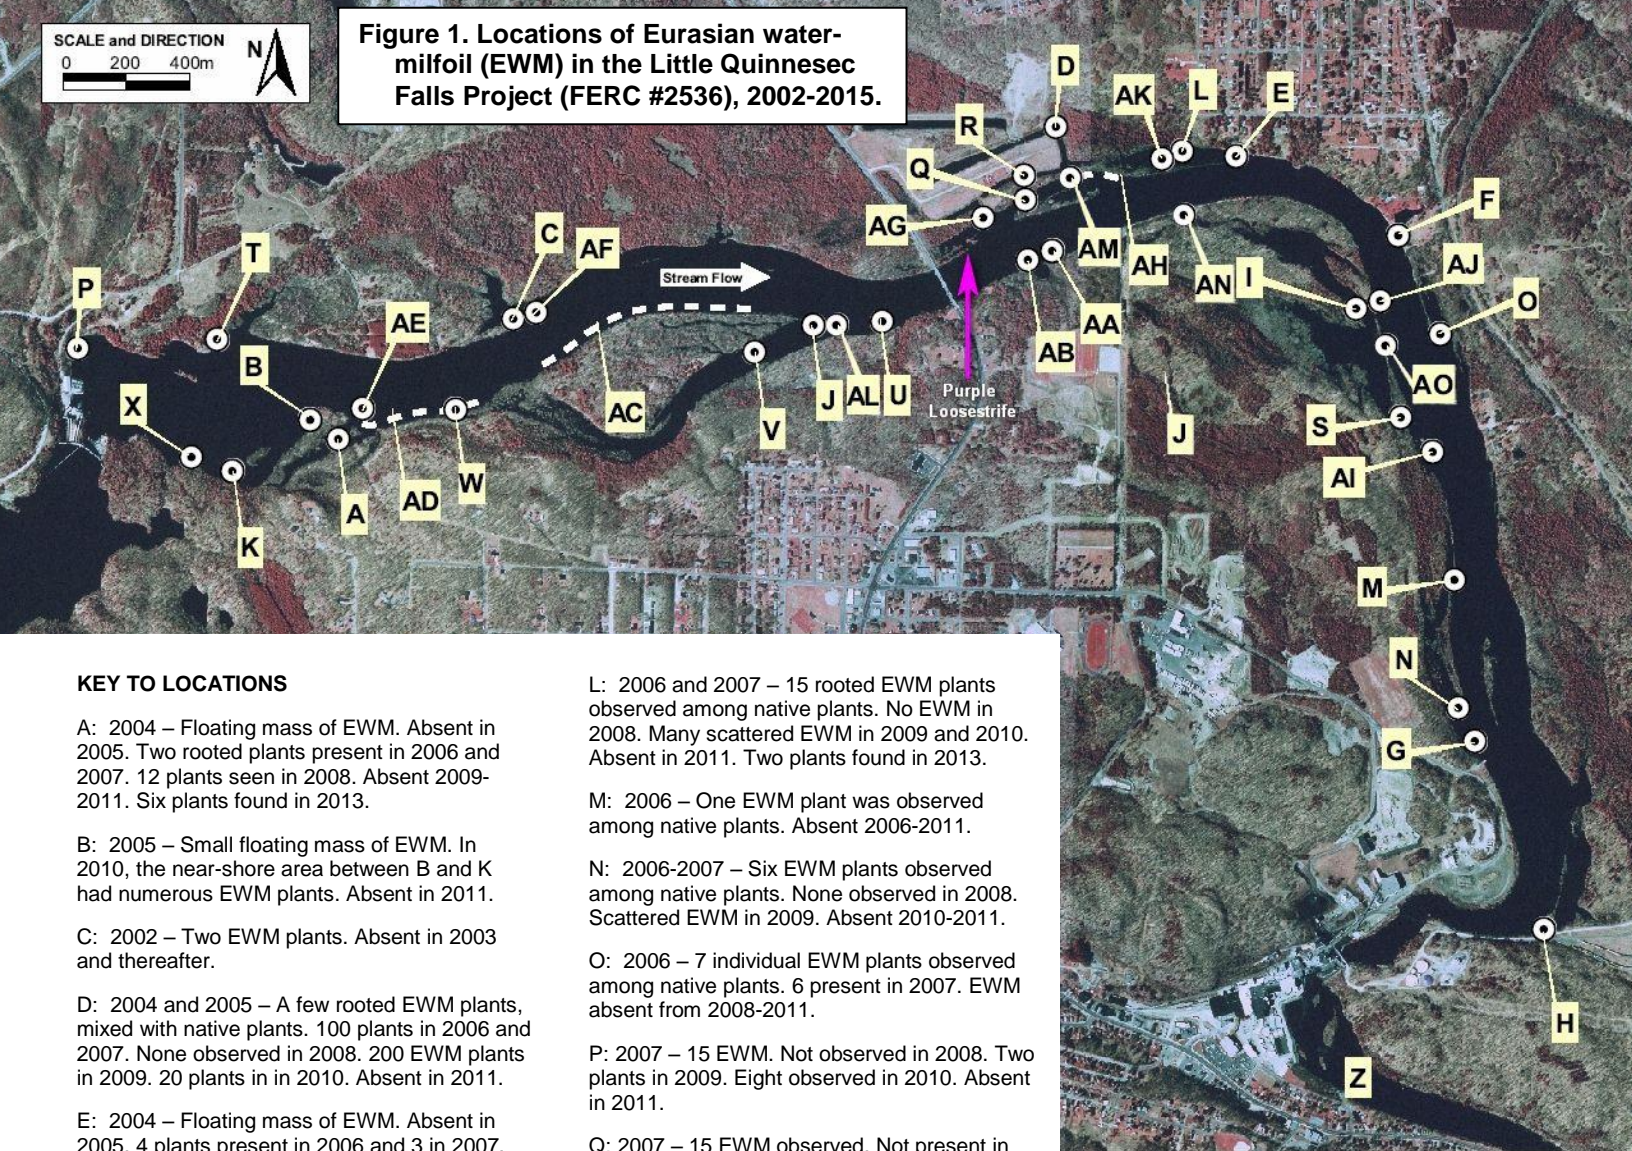 SCALE and DIRECTION
N
0 200 400m
Figure 1. Locations of Eurasian water-
milfoil (EWM) in the Little Quinnesec
Falls Project (FERC #2536), 2002-2015.
D
AK
L
E
R
Q
F
C
AF
AG
T
AM
AH
AN
I
AJ
P
Stream Flow
O
AE
AA
AB
B
AO
Purple
Loosestrife
X
AC
J
AL
U
V
J
S
AI
W
AD
A
K
M
N
G
H
Z
KEY TO LOCATIONS
A: 2004 – Floating mass of EWM. Absent in
2005. Two rooted plants present in 2006 and
2007. 12 plants seen in 2008. Absent 2009-
2011. Six plants found in 2013.
B: 2005 – Small floating mass of EWM. In
2010, the near-shore area between B and K
had numerous EWM plants. Absent in 2011.
C: 2002 – Two EWM plants. Absent in 2003
and thereafter.
D: 2004 and 2005 – A few rooted EWM plants,
mixed with native plants. 100 plants in 2006 and
2007. None observed in 2008. 200 EWM plants
in 2009. 20 plants in in 2010. Absent in 2011.
E: 2004 – Floating mass of EWM. Absent in
2005. 4 plants present in 2006 and 3 in 2007.
L: 2006 and 2007 – 15 rooted EWM plants
observed among native plants. No EWM in
2008. Many scattered EWM in 2009 and 2010.
Absent in 2011. Two plants found in 2013.
M: 2006 – One EWM plant was observed
among native plants. Absent 2006-2011.
N: 2006-2007 – Six EWM plants observed
among native plants. None observed in 2008.
Scattered EWM in 2009. Absent 2010-2011.
O: 2006 – 7 individual EWM plants observed
among native plants. 6 present in 2007. EWM
absent from 2008-2011.
P: 2007 – 15 EWM. Not observed in 2008. Two
plants in 2009. Eight observed in 2010. Absent
in 2011.
Q: 2007 – 15 EWM observed. Not present in